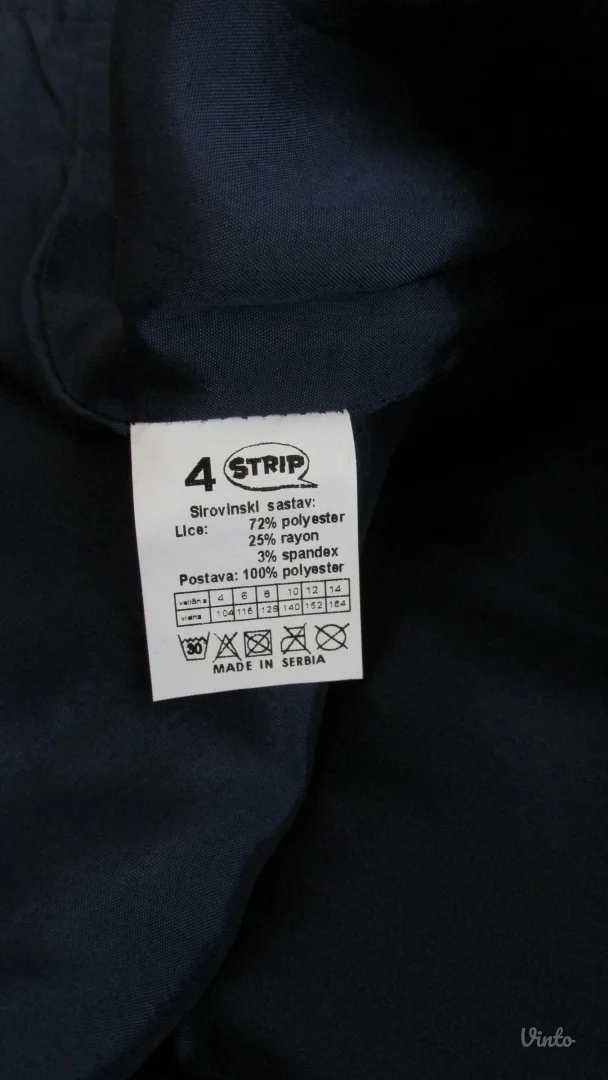 4 STRIP
Sirovinski sastav:
Lice: 72% polyester
25% rayon
3% spandex
Postava: 100% polyester
veličina 4 6 8 10 12 14
visina 104 116 128 140 152 164
30
MADE IN SERBIA
Vinto